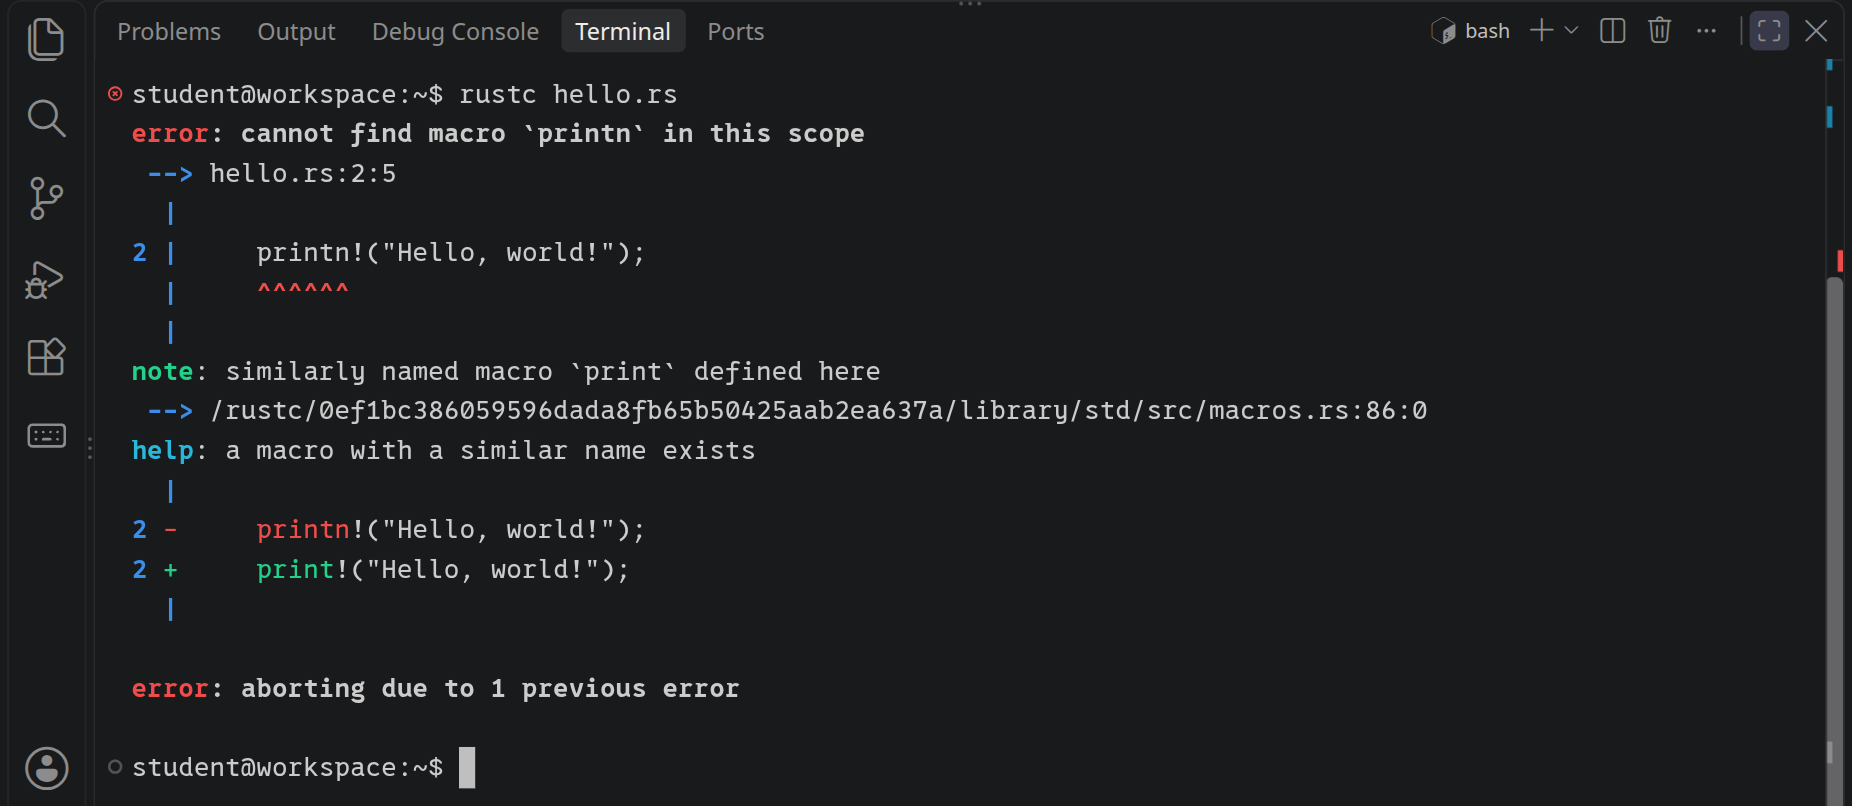 Problems Output Debug Console Terminal Ports bash
student@workspace:~$ rustc hello.rs
error: cannot find macro `printn` in this scope
 --> hello.rs:2:5
  |
2 |     printn!("Hello, world!");
  |     ^^^^^^
  |
note: similarly named macro `print` defined here
 --> /rustc/0ef1bc386059596dada8fb65b50425aab2ea637a/library/std/src/macros.rs:86:0
help: a macro with a similar name exists
  |
2 -     printn!("Hello, world!");
2 +     print!("Hello, world!");
  |
error: aborting due to 1 previous error
student@workspace:~$